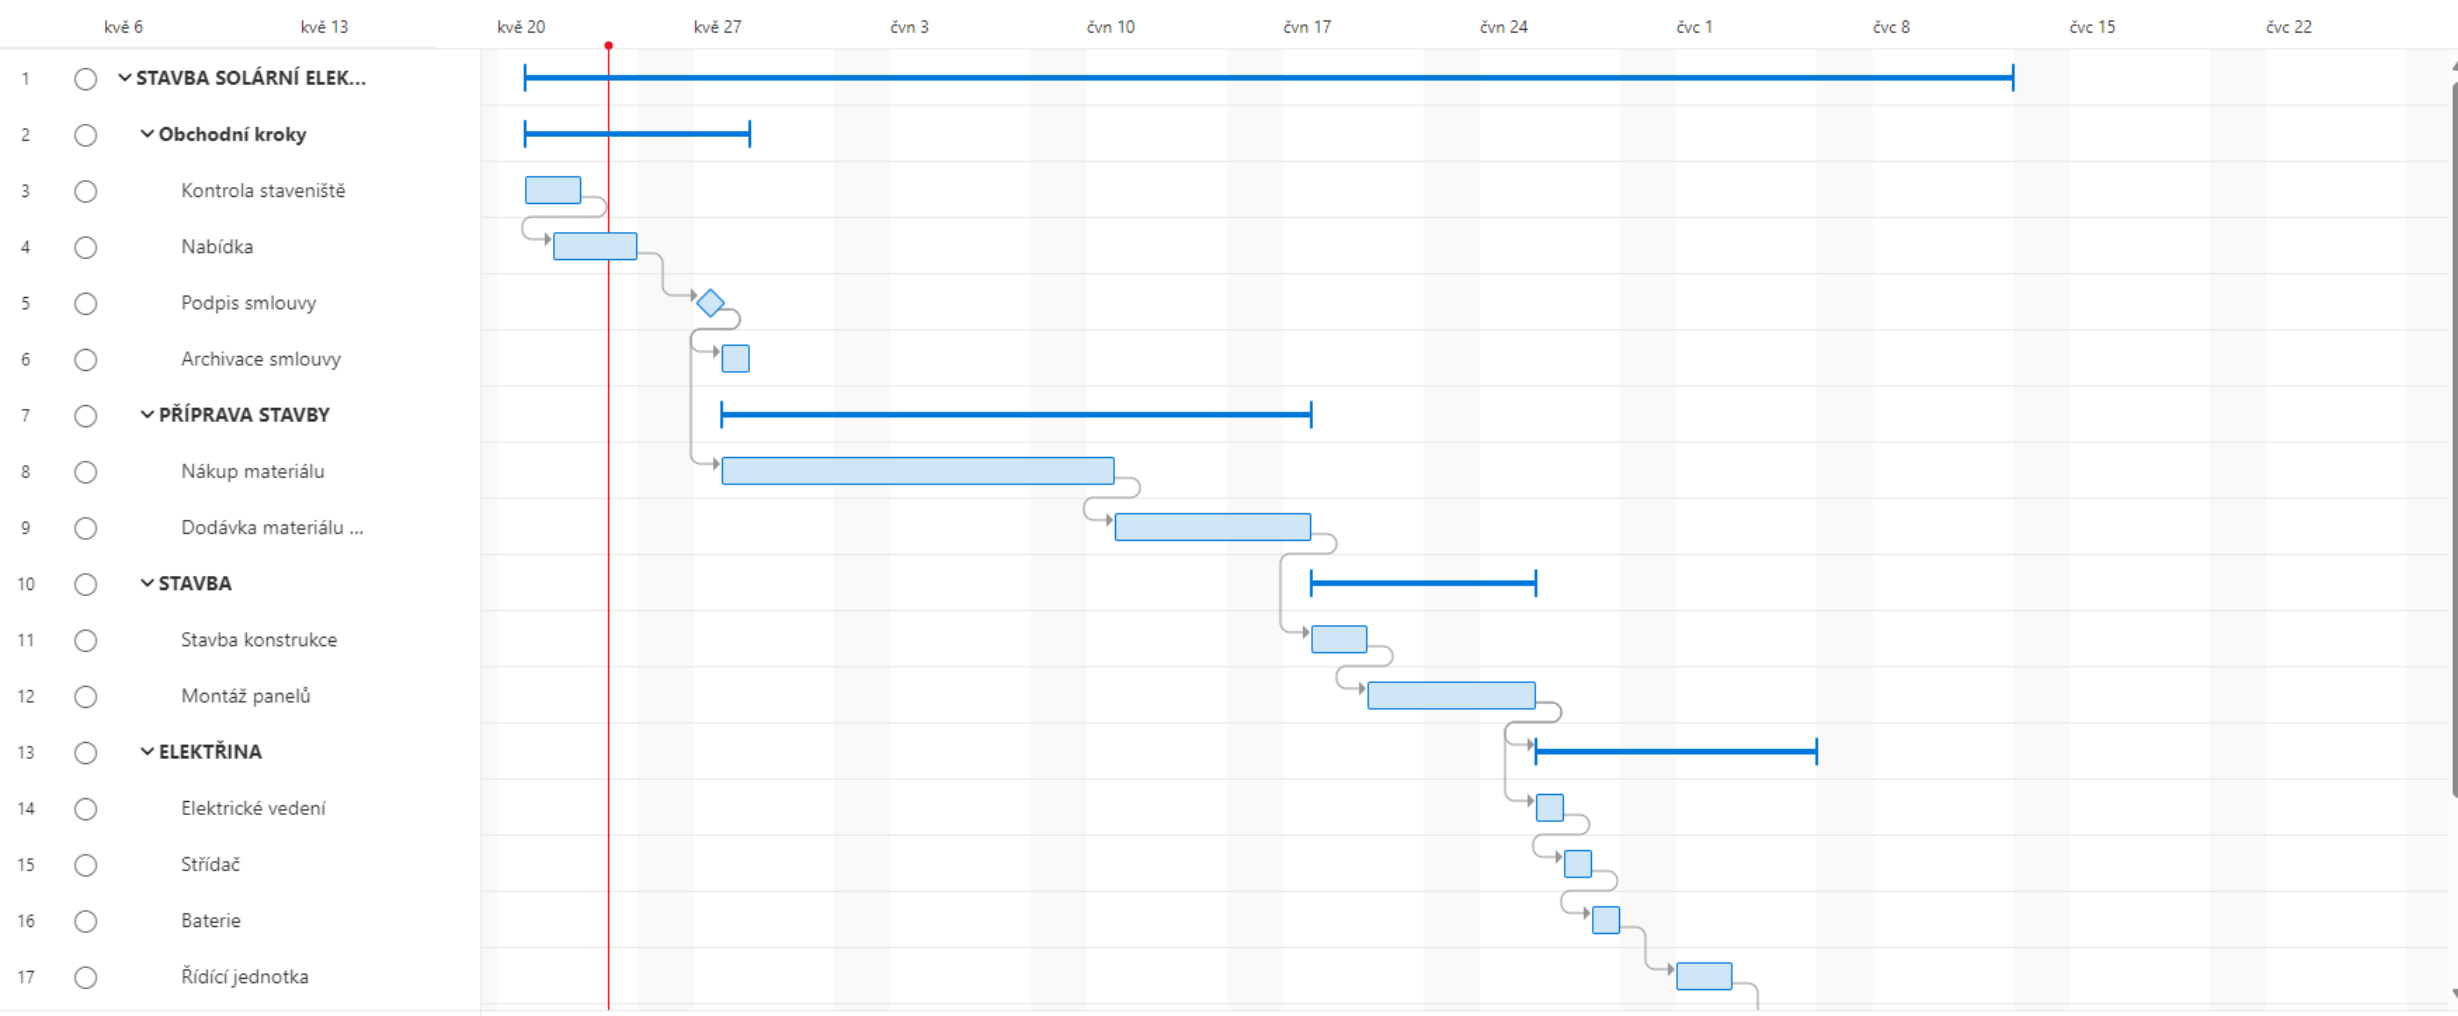 kvě 6 kvě 13 kvě 20 kvě 27 čvn 3 čvn 10 čvn 17 čvn 24 čvc 1 čvc 8 čvc 15 čvc 22
1 STAVBA SOLÁRNÍ ELEK...
2 Obchodní kroky
3 Kontrola staveniště
4 Nabídka
5 Podpis smlouvy
6 Archivace smlouvy
7 PŘÍPRAVA STAVBY
8 Nákup materiálu
9 Dodávka materiálu ...
10 STAVBA
11 Stavba konstrukce
12 Montáž panelů
13 ELEKTŘINA
14 Elektrické vedení
15 Střídač
16 Baterie
17 Řídící jednotka